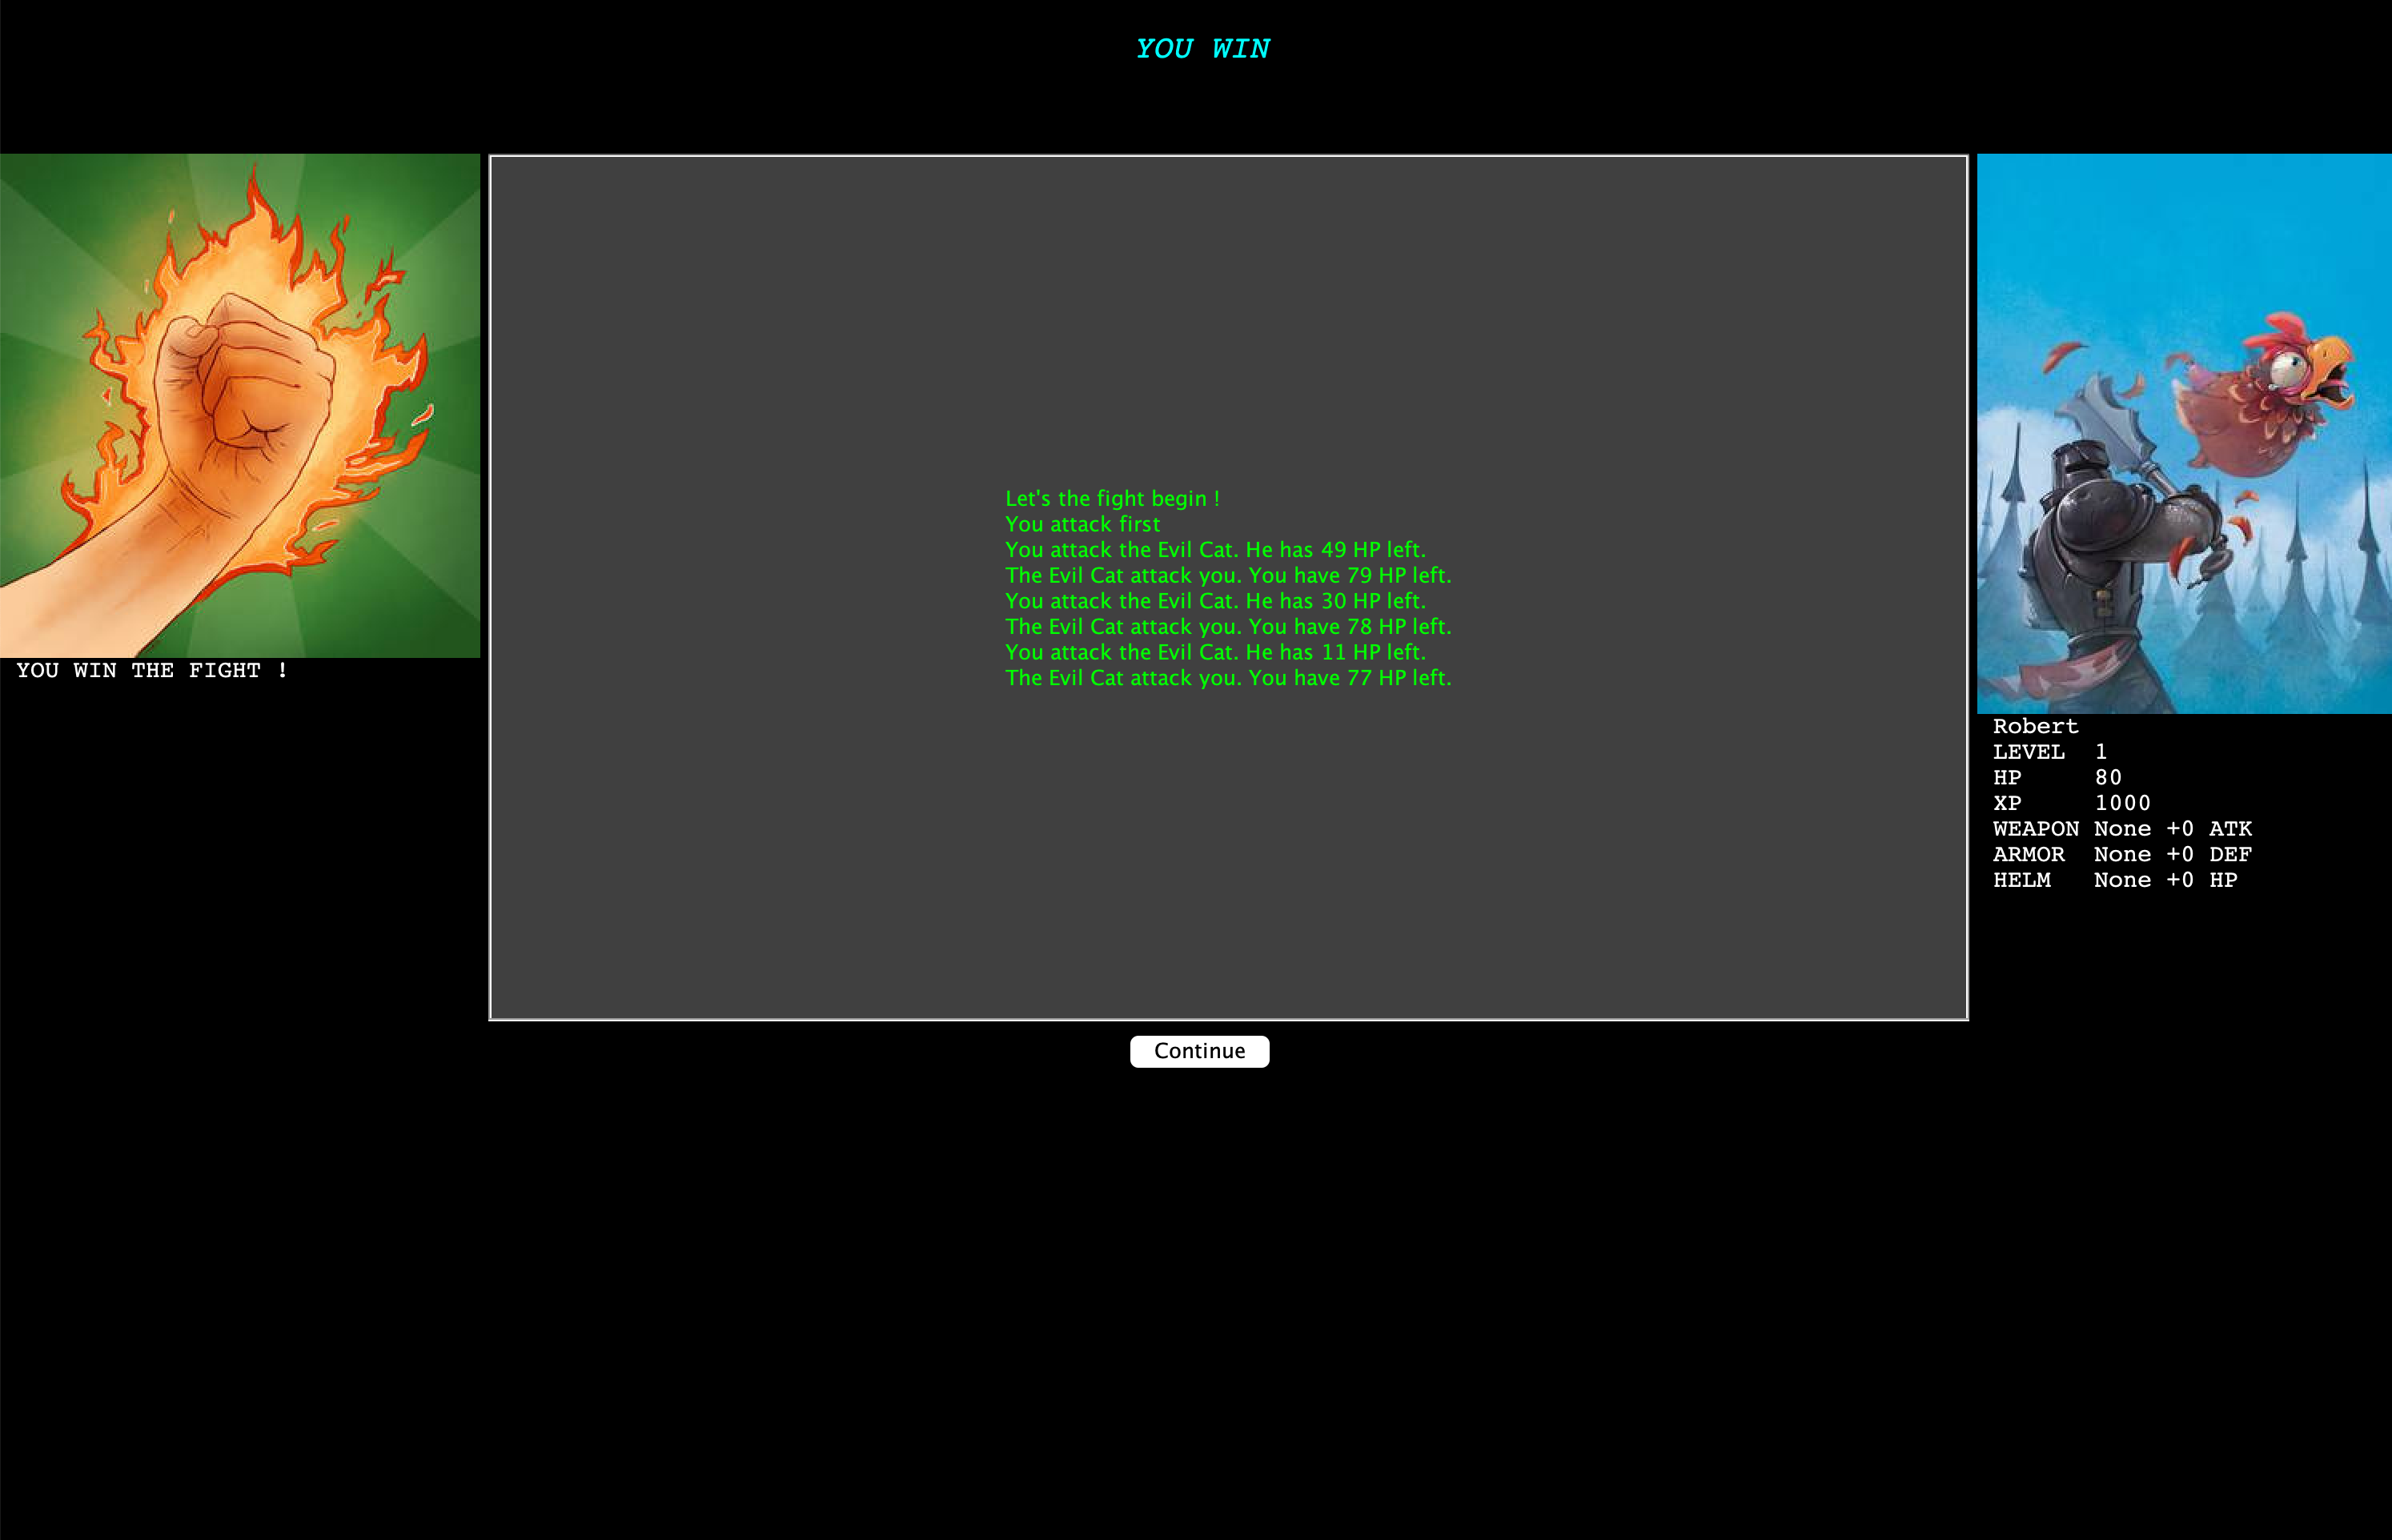 YOU WIN
YOU WIN THE FIGHT !
Let's the fight begin !
You attack first
You attack the Evil Cat. He has 49 HP left.
The Evil Cat attack you. You have 79 HP left.
You attack the Evil Cat. He has 30 HP left.
The Evil Cat attack you. You have 78 HP left.
You attack the Evil Cat. He has 11 HP left.
The Evil Cat attack you. You have 77 HP left.
Robert
LEVEL 1
HP 80
XP 1000
WEAPON None +0 ATK
ARMOR None +0 DEF
HELM None +0 HP
Continue